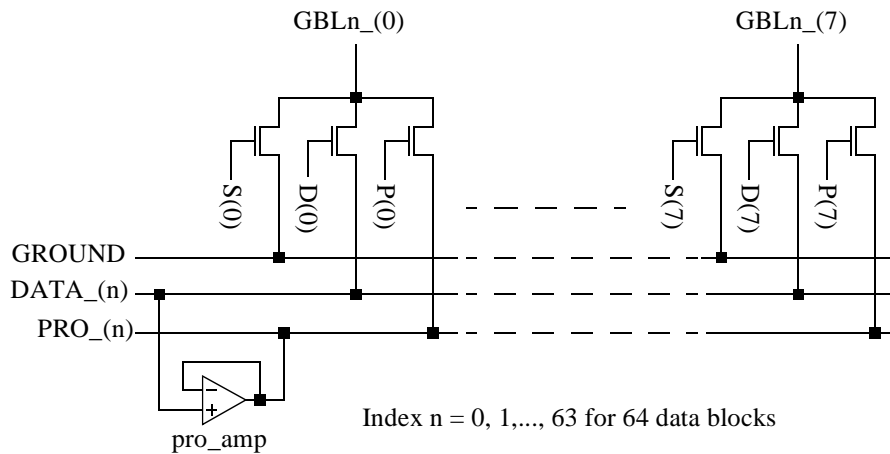 GBLn_(0) GBLn_(7)
S(0) D(0) P(0) S(7) D(7) P(7)
GROUND
DATA_(n)
PRO_(n)
−
+
pro_amp
Index n = 0, 1,..., 63 for 64 data blocks